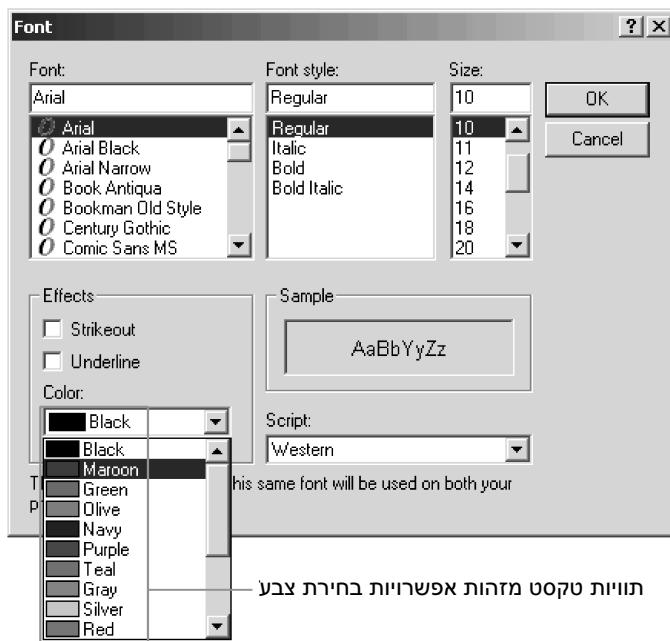 Font
Font: Font style: Size:
Arial Regular 10 OK
Arial Regular 10 Cancel
Arial Black Italic 11
Arial Narrow Bold 12
Book Antiqua Bold Italic 14
Bookman Old Style 16
Century Gothic 18
Comic Sans MS 20
Effects Sample
Strikeout
Underline
AaBbYyZz
Color:
Black
Script:
Western
Black
Maroon
Green
Olive
Navy
Purple
Teal
Gray
Silver
Red
his same font will be used on both your
תוויות טקסט מזהות אפשרויות בחירת צבע